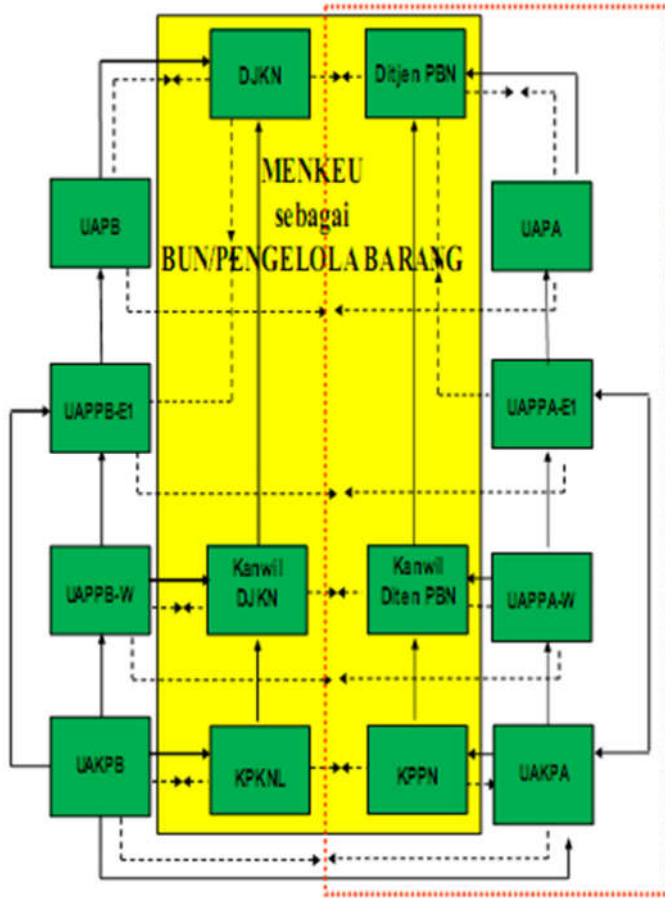 DJKN
Ditjen PBN
MENKEU
sebagai
BUN/PENGELOLA BARANG
UAPB
UAPA
UAPPB-E1
UAPPA-E1
UAPPB-W
Kanwil
DJKN
Kanwil
Diten PBN
UAPPA-W
UAKPB
KPKNL
KPPN
UAKPA